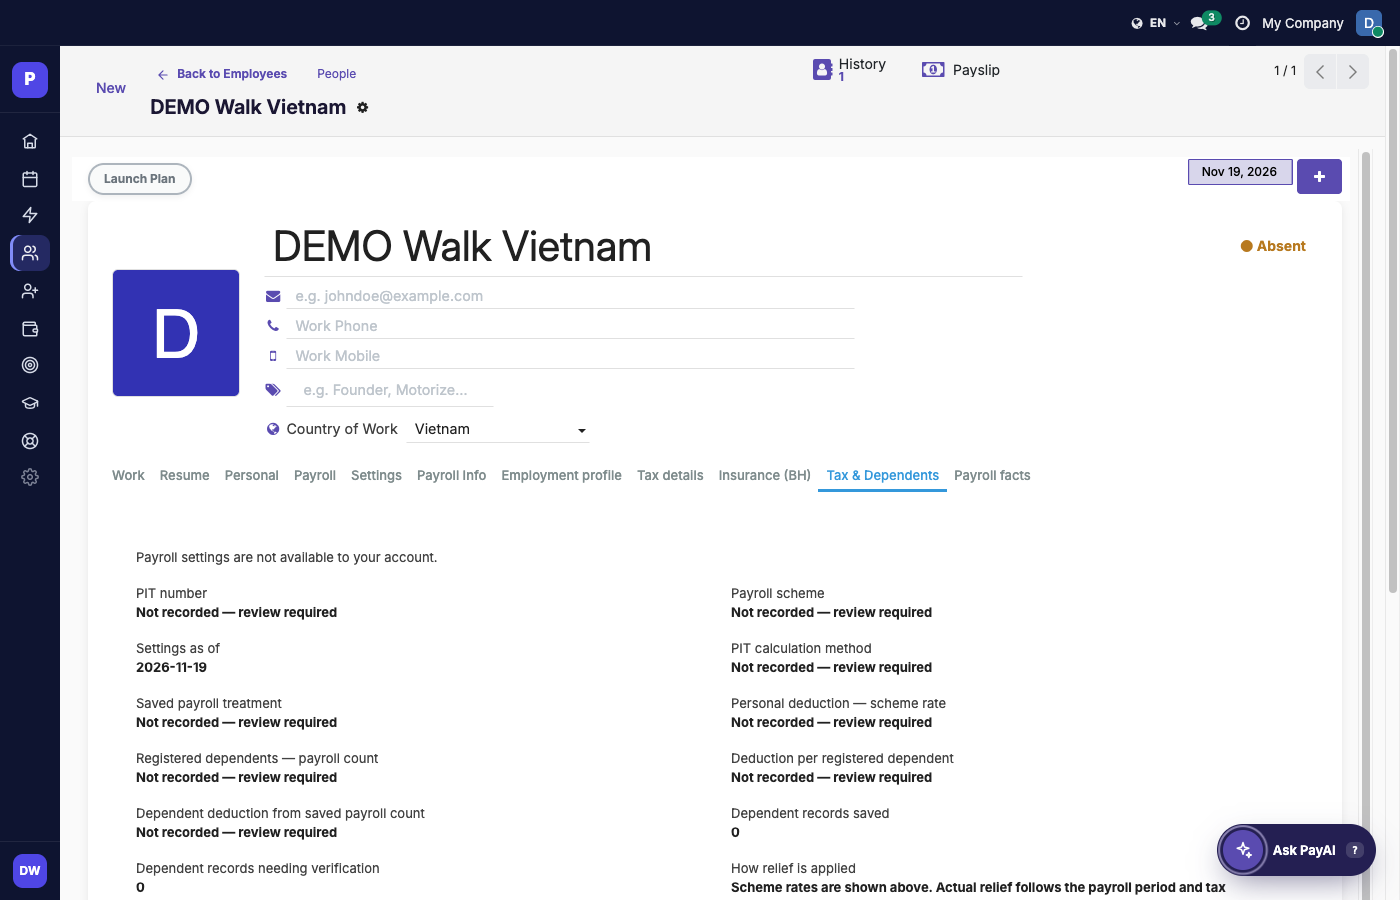 EN
3
My Company
D
P
New
Back to Employees
People
DEMO Walk Vietnam
History
1
Payslip
1 / 1
Launch Plan
Nov 19, 2026
+
DEMO Walk Vietnam
Absent
D
e.g. johndoe@example.com
Work Phone
Work Mobile
e.g. Founder, Motorize...
Country of Work
Vietnam
Work
Resume
Personal
Payroll
Settings
Payroll Info
Employment profile
Tax details
Insurance (BH)
Tax & Dependents
Payroll facts
Payroll settings are not available to your account.
PIT number
Not recorded — review required
Payroll scheme
Not recorded — review required
Settings as of
2026-11-19
PIT calculation method
Not recorded — review required
Saved payroll treatment
Not recorded — review required
Personal deduction — scheme rate
Not recorded — review required
Registered dependents — payroll count
Not recorded — review required
Deduction per registered dependent
Not recorded — review required
Dependent deduction from saved payroll count
Not recorded — review required
Dependent records saved
0
Dependent records needing verification
0
How relief is applied
Scheme rates are shown above. Actual relief follows the payroll period and tax
Ask PayAI
?
DW